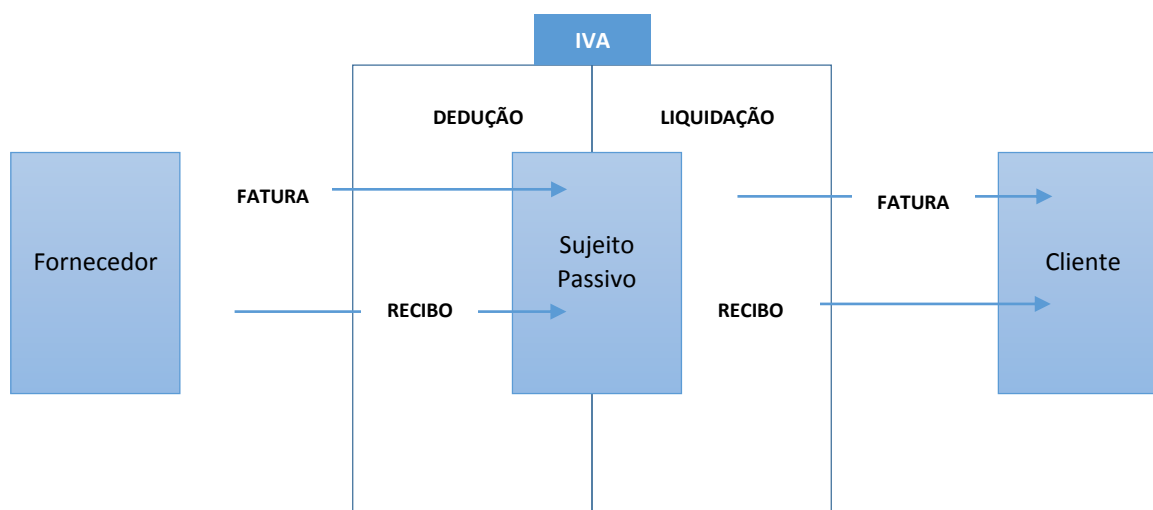 IVA
DEDUÇÃO
LIQUIDAÇÃO
FATURA
FATURA
Fornecedor
Sujeito
Passivo
Cliente
RECIBO
RECIBO